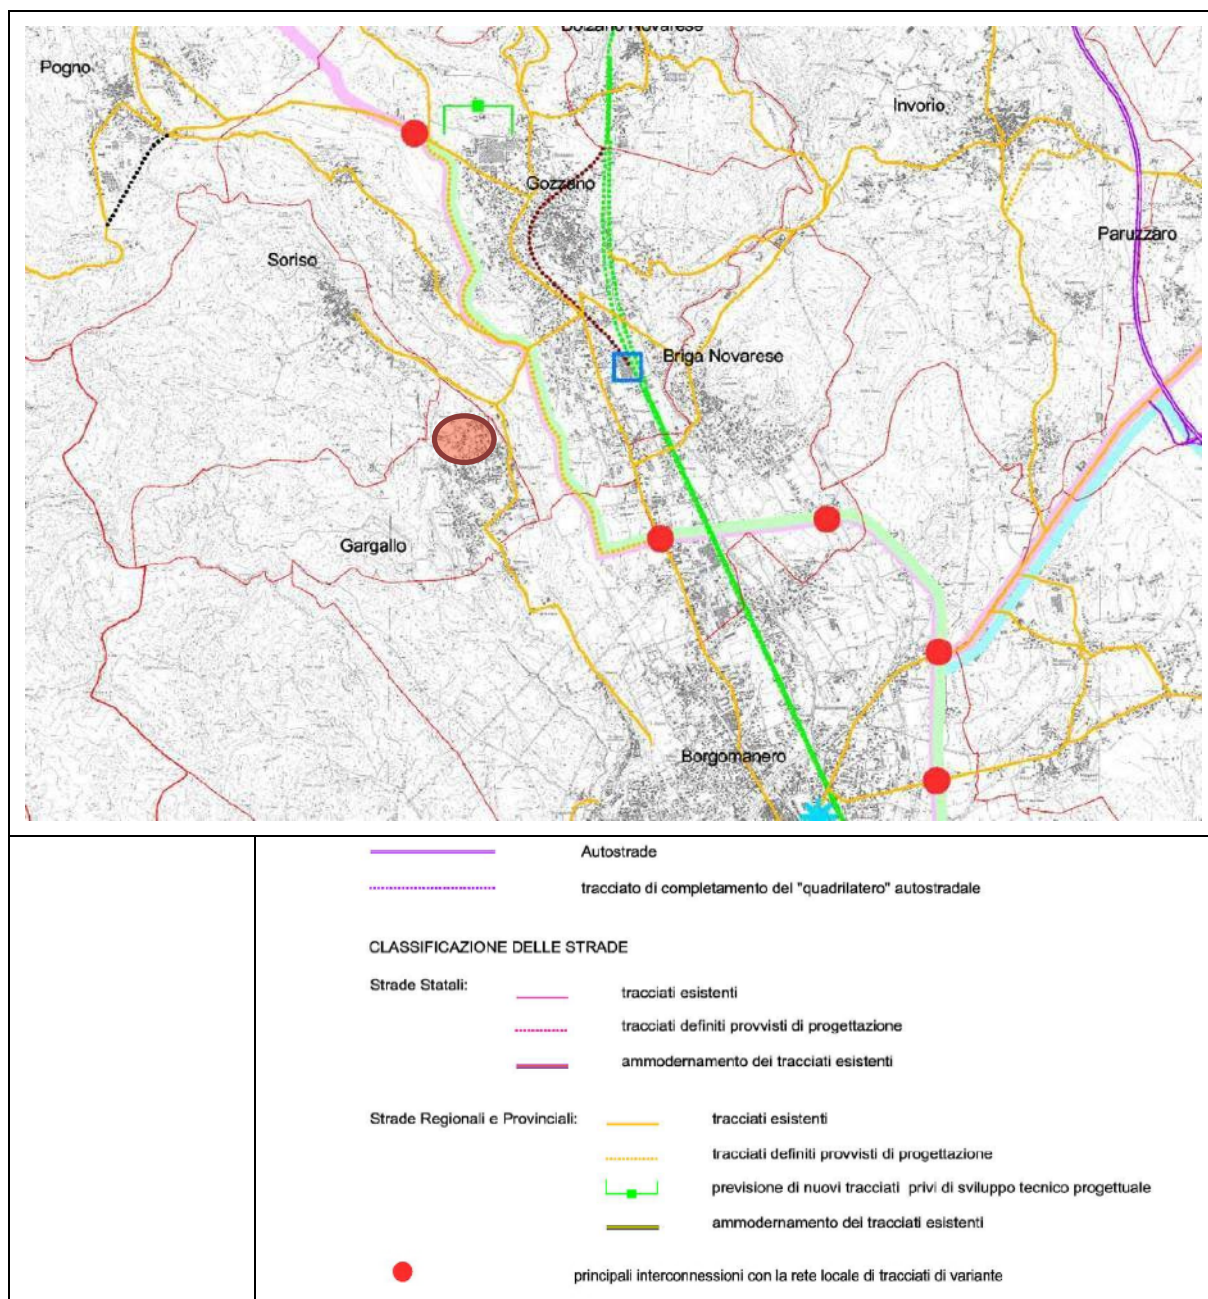 Bolzano Novarese
Pogno
Invorio
Gozzano
Paruzzaro
Soriso
Briga Novarese
Gargallo
Borgomanero
Autostrade
tracciato di completamento del "quadrilatero" autostradale
CLASSIFICAZIONE DELLE STRADE
Strade Statali:
tracciati esistenti
tracciati definiti provvisti di progettazione
ammodernamento dei tracciati esistenti
Strade Regionali e Provinciali:
tracciati esistenti
tracciati definiti provvisti di progettazione
previsione di nuovi tracciati privi di sviluppo tecnico progettuale
ammodernamento dei tracciati esistenti
principali interconnessioni con la rete locale di tracciati di variante